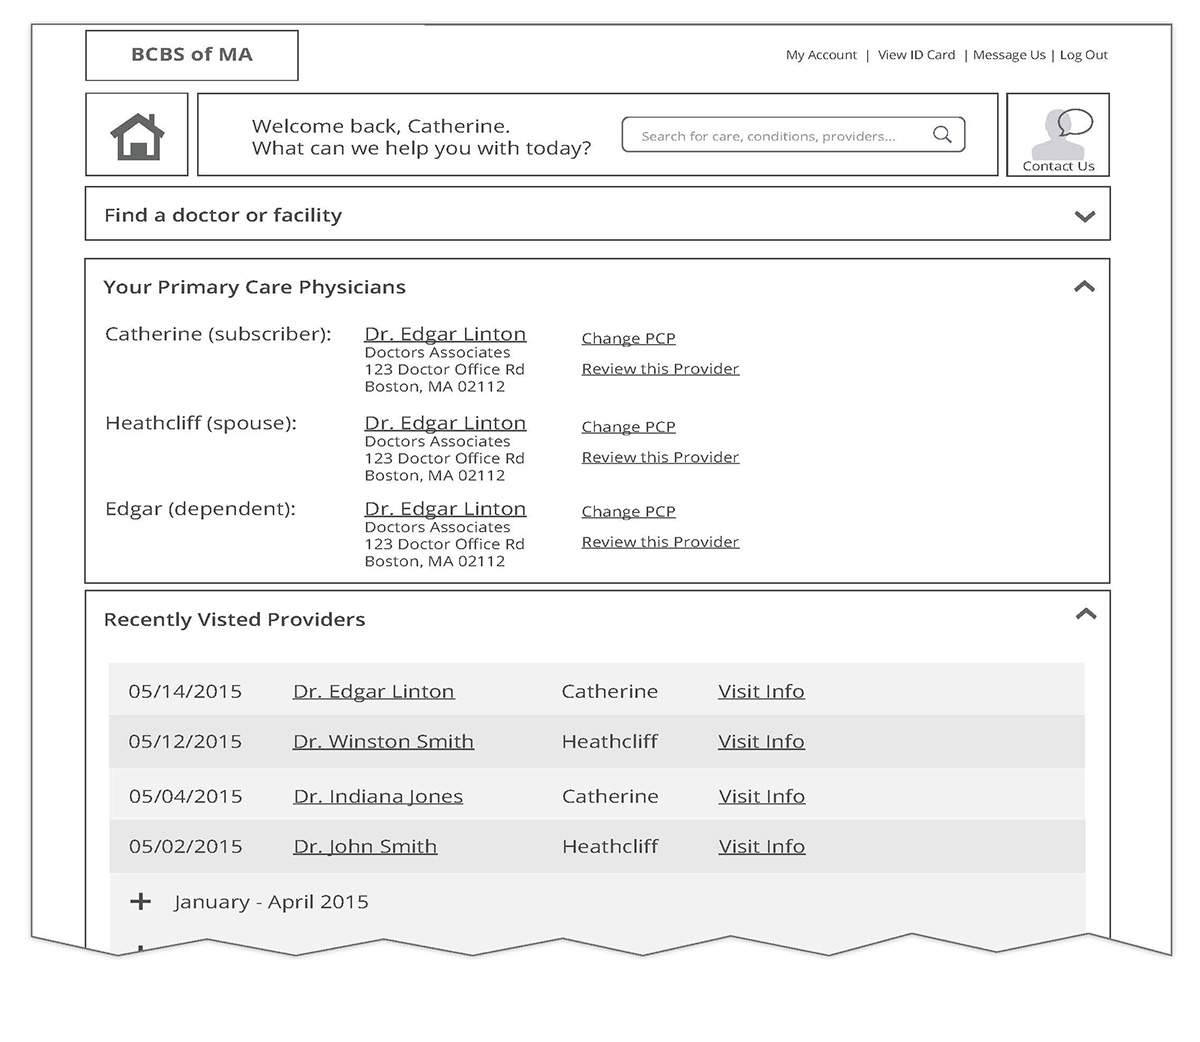 BCBS of MA
My Account | View ID Card | Message Us | Log Out
Welcome back, Catherine.
What can we help you with today?
Search for care, conditions, providers...
Contact Us
Find a doctor or facility
Your Primary Care Physicians
Catherine (subscriber):
Dr. Edgar Linton
Doctors Associates
123 Doctor Office Rd
Boston, MA 02112
Change PCP
Review this Provider
Heathcliff (spouse):
Dr. Edgar Linton
Doctors Associates
123 Doctor Office Rd
Boston, MA 02112
Change PCP
Review this Provider
Edgar (dependent):
Dr. Edgar Linton
Doctors Associates
123 Doctor Office Rd
Boston, MA 02112
Change PCP
Review this Provider
Recently Visted Providers
05/14/2015 Dr. Edgar Linton Catherine Visit Info
05/12/2015 Dr. Winston Smith Heathcliff Visit Info
05/04/2015 Dr. Indiana Jones Catherine Visit Info
05/02/2015 Dr. John Smith Heathcliff Visit Info
+ January - April 2015